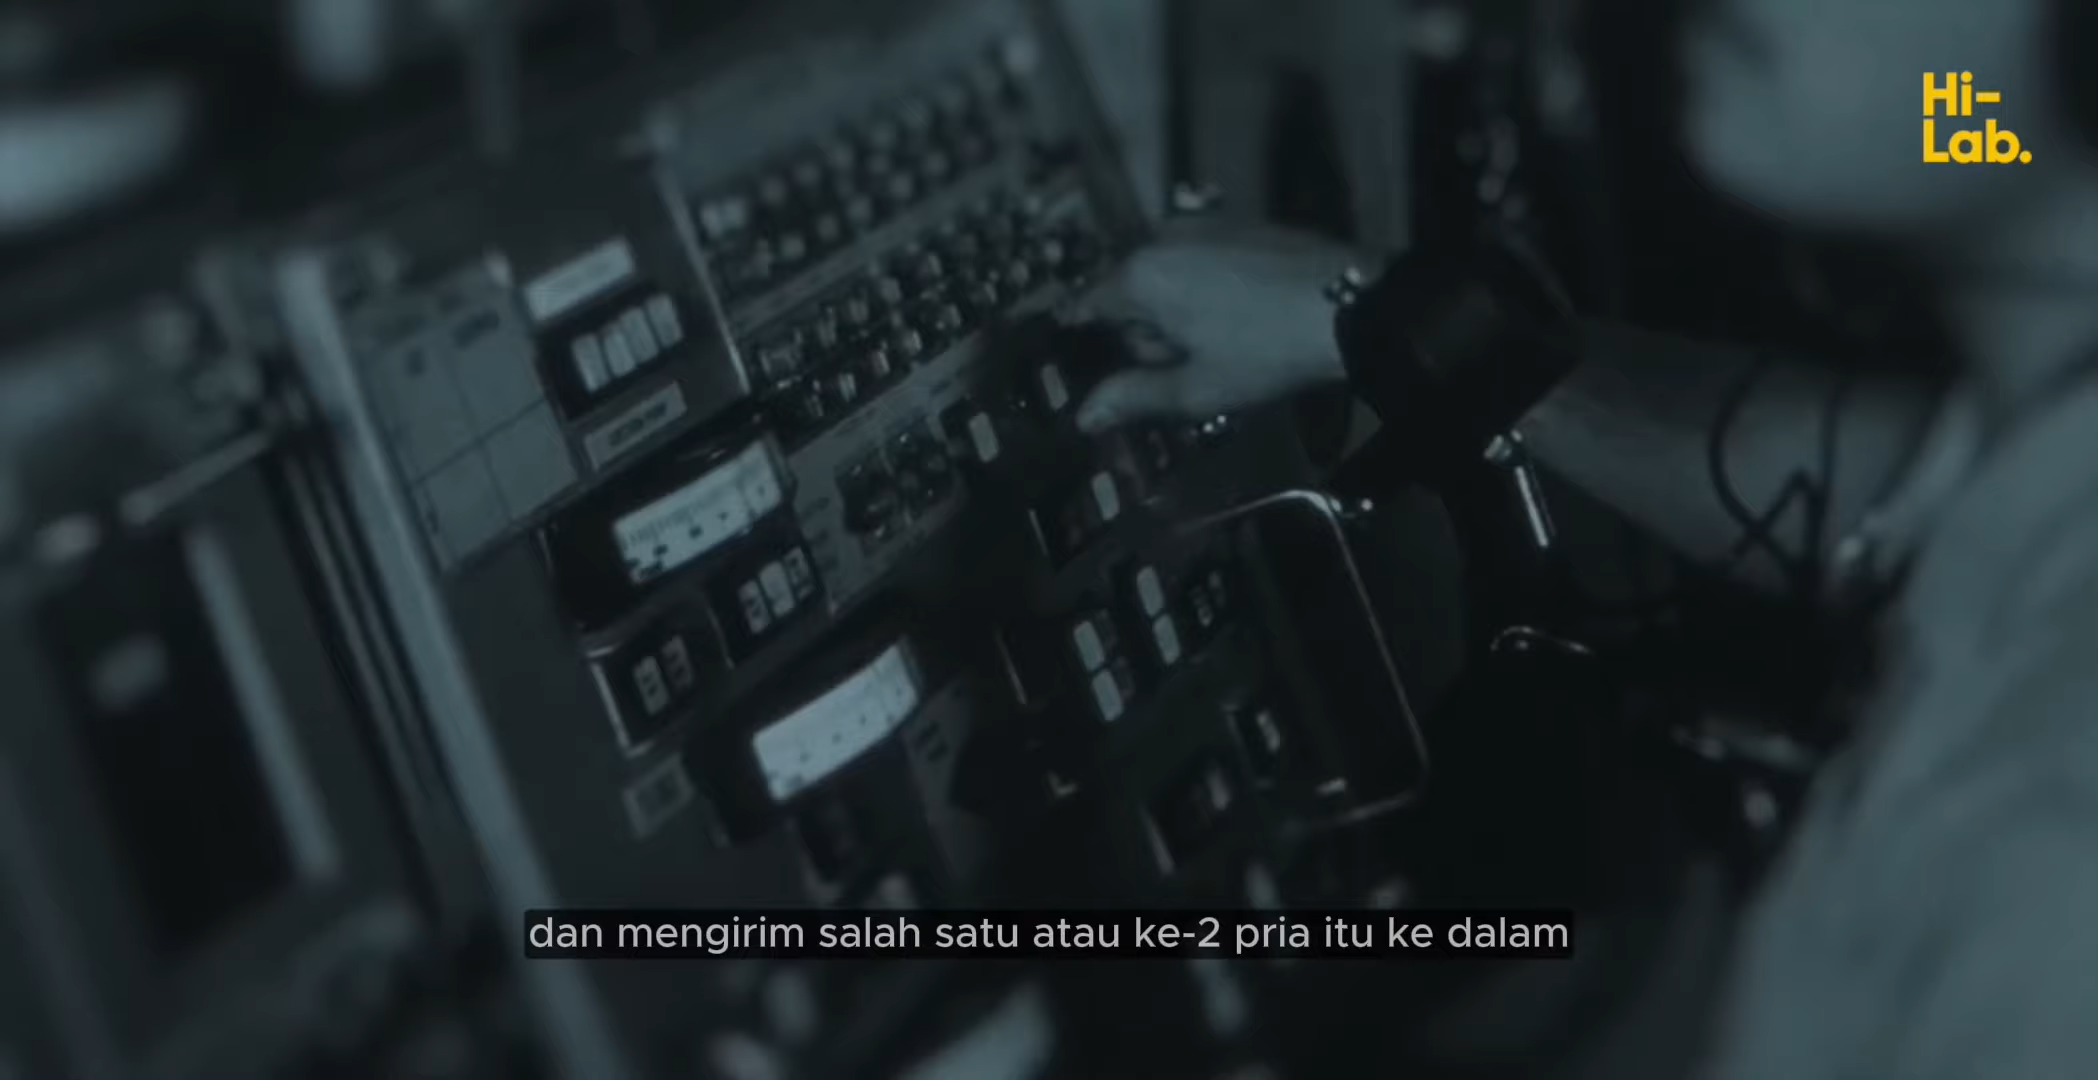 Hi-
Lab.
dan mengirim salah satu atau ke-2 pria itu ke dalam